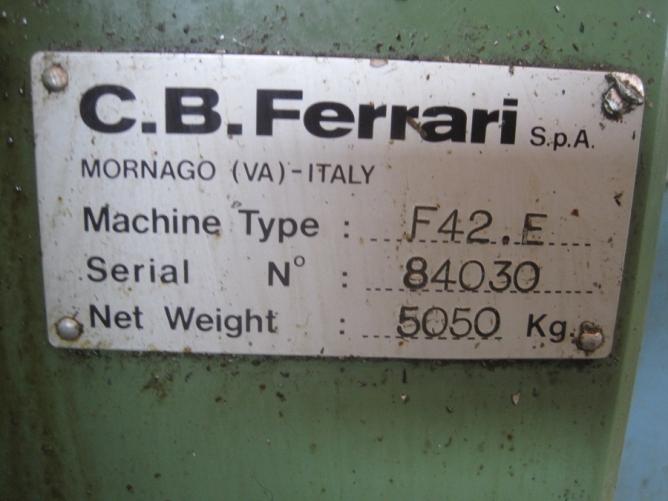 C.B.Ferrari S.p.A.
MORNAGO (VA)-ITALY
Machine Type : F42.E
Serial N° : 84030
Net Weight : 5050 Kg.